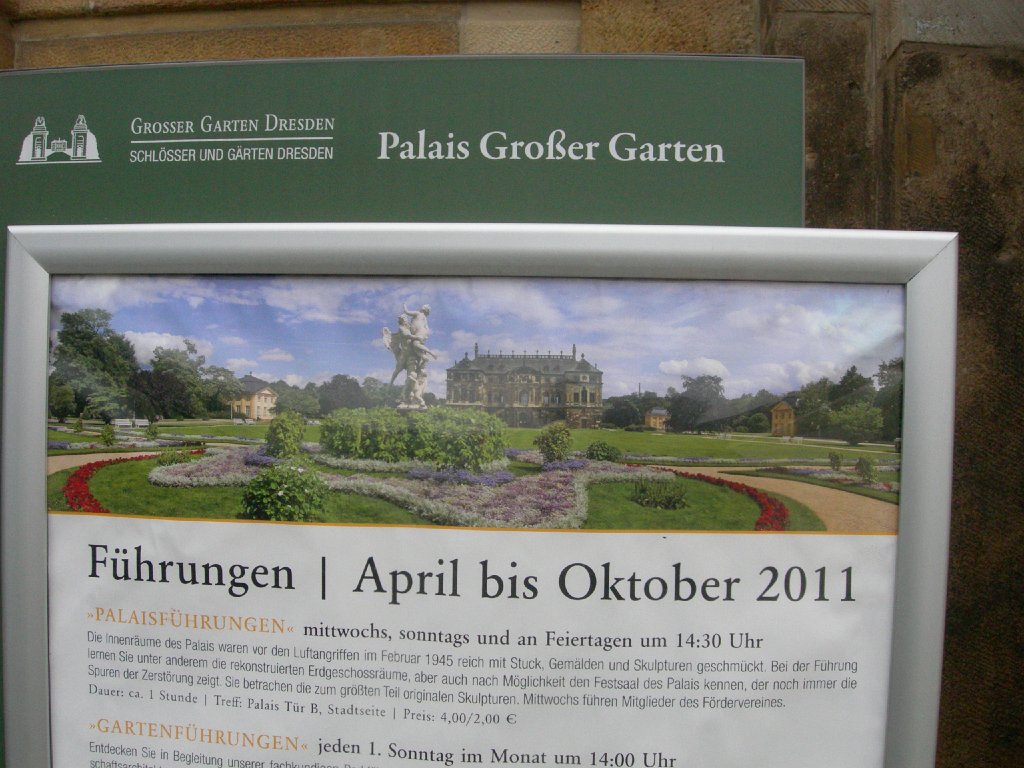 GROSSER GARTEN DRESDEN
SCHLÖSSER UND GÄRTEN DRESDEN
Palais Großer Garten
Führungen | April bis Oktober 2011
»PALAISFÜHRUNGEN« mittwochs, sonntags und an Feiertagen um 14:30 Uhr
Die Innenräume des Palais waren vor den Luftangriffen im Februar 1945 reich mit Stuck, Gemälden und Skulpturen geschmückt. Bei der Führung
lernen Sie unter anderem die rekonstruierten Erdgeschossräume, aber auch nach Möglichkeit den Festsaal des Palais kennen, der noch immer die
Spuren der Zerstörung zeigt. Sie betrachen die zum größten Teil originalen Skulpturen. Mittwochs führen Mitglieder des Fördervereines.
Dauer: ca. 1 Stunde | Treff: Palais Tür B, Stadtseite | Preis: 4,00/2,00 €
»GARTENFÜHRUNGEN« jeden 1. Sonntag im Monat um 14:00 Uhr
Entdecken Sie in Begleitung unserer